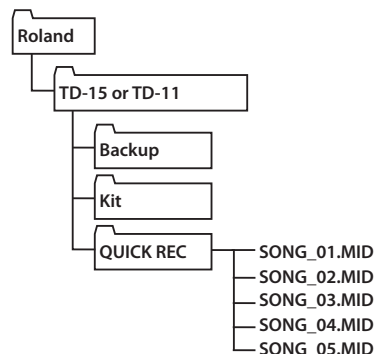 Roland
TD-15 or TD-11
Backup
Kit
QUICK REC
SONG_01.MID
SONG_02.MID
SONG_03.MID
SONG_04.MID
SONG_05.MID